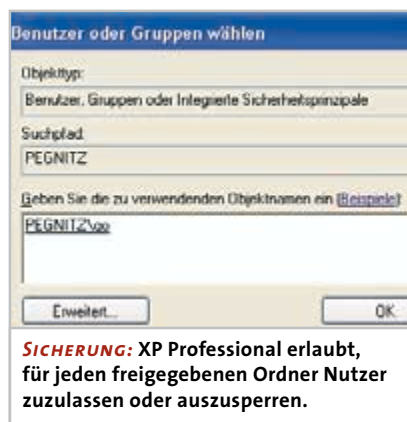 Benutzer oder Gruppen wählen
Objekttyp:
Benutzer, Gruppen oder Integrierte Sicherheitsprinzipale
Suchpfad:
PEGNITZ
Geben Sie die zu verwendenden Objektnamen ein (Beispiele):
PEGNITZ\
Erweitert...
OK
SICHERUNG: XP Professional erlaubt,
für jeden freigegebenen Ordner Nutzer
zuzulassen oder auszusperren.